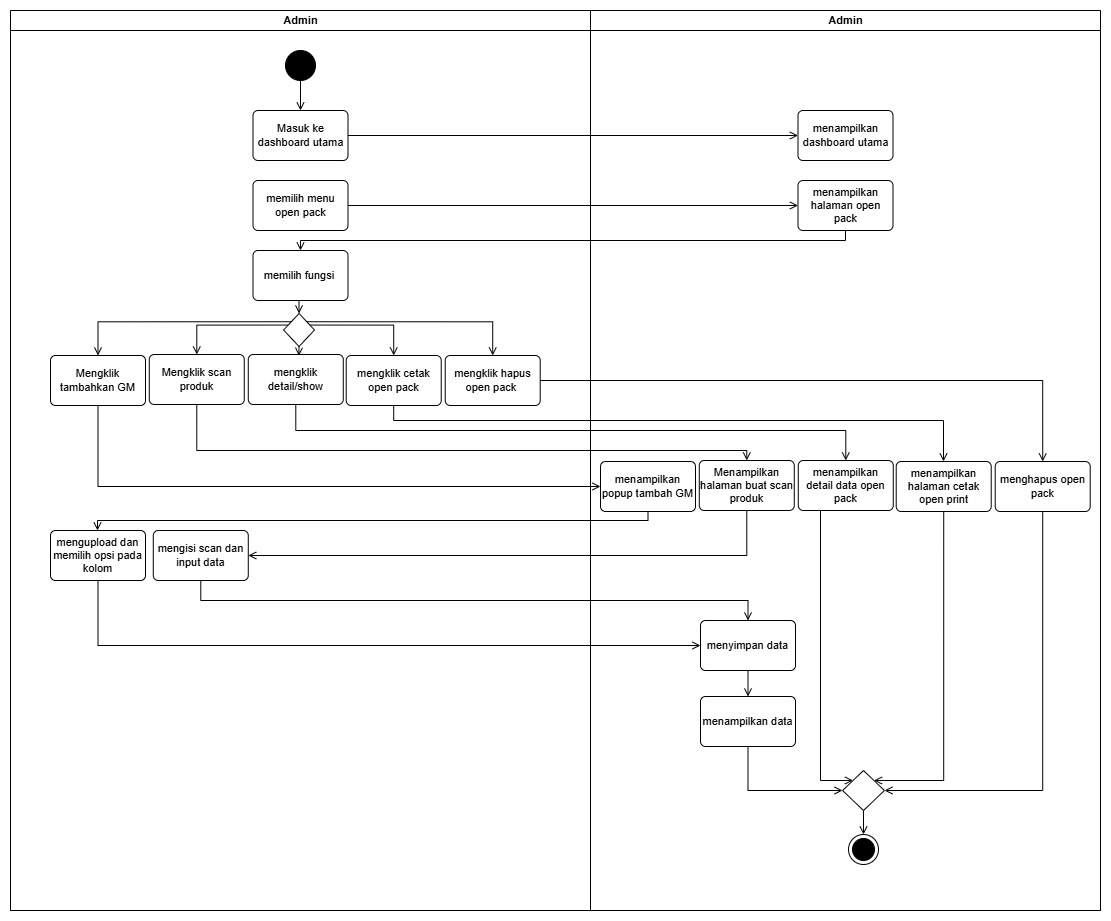 Admin
Admin
Masuk ke
dashboard utama
menampilkan
dashboard utama
memilih menu
open pack
menampilkan
halaman open
pack
memilih fungsi
Mengklik
tambahkan GM
Mengklik scan
produk
mengklik
detail/show
mengklik cetak
open pack
mengklik hapus
open pack
menampilkan
popup tambah GM
Menampilkan
halaman buat scan
produk
menampilkan
detail data open
pack
menampilkan
halaman cetak
open print
menghapus open
pack
mengupload dan
memilih opsi pada
kolom
mengisi scan dan
input data
menyimpan data
menampilkan data